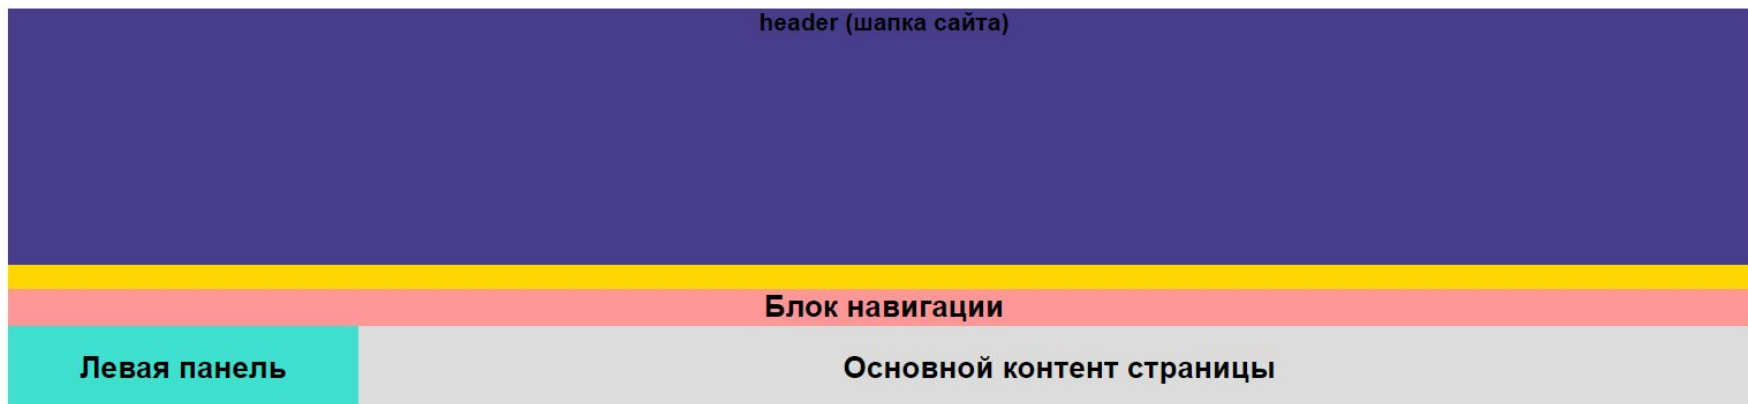 header (шапка сайта)
Блок навигации
Левая панель
Основной контент страницы